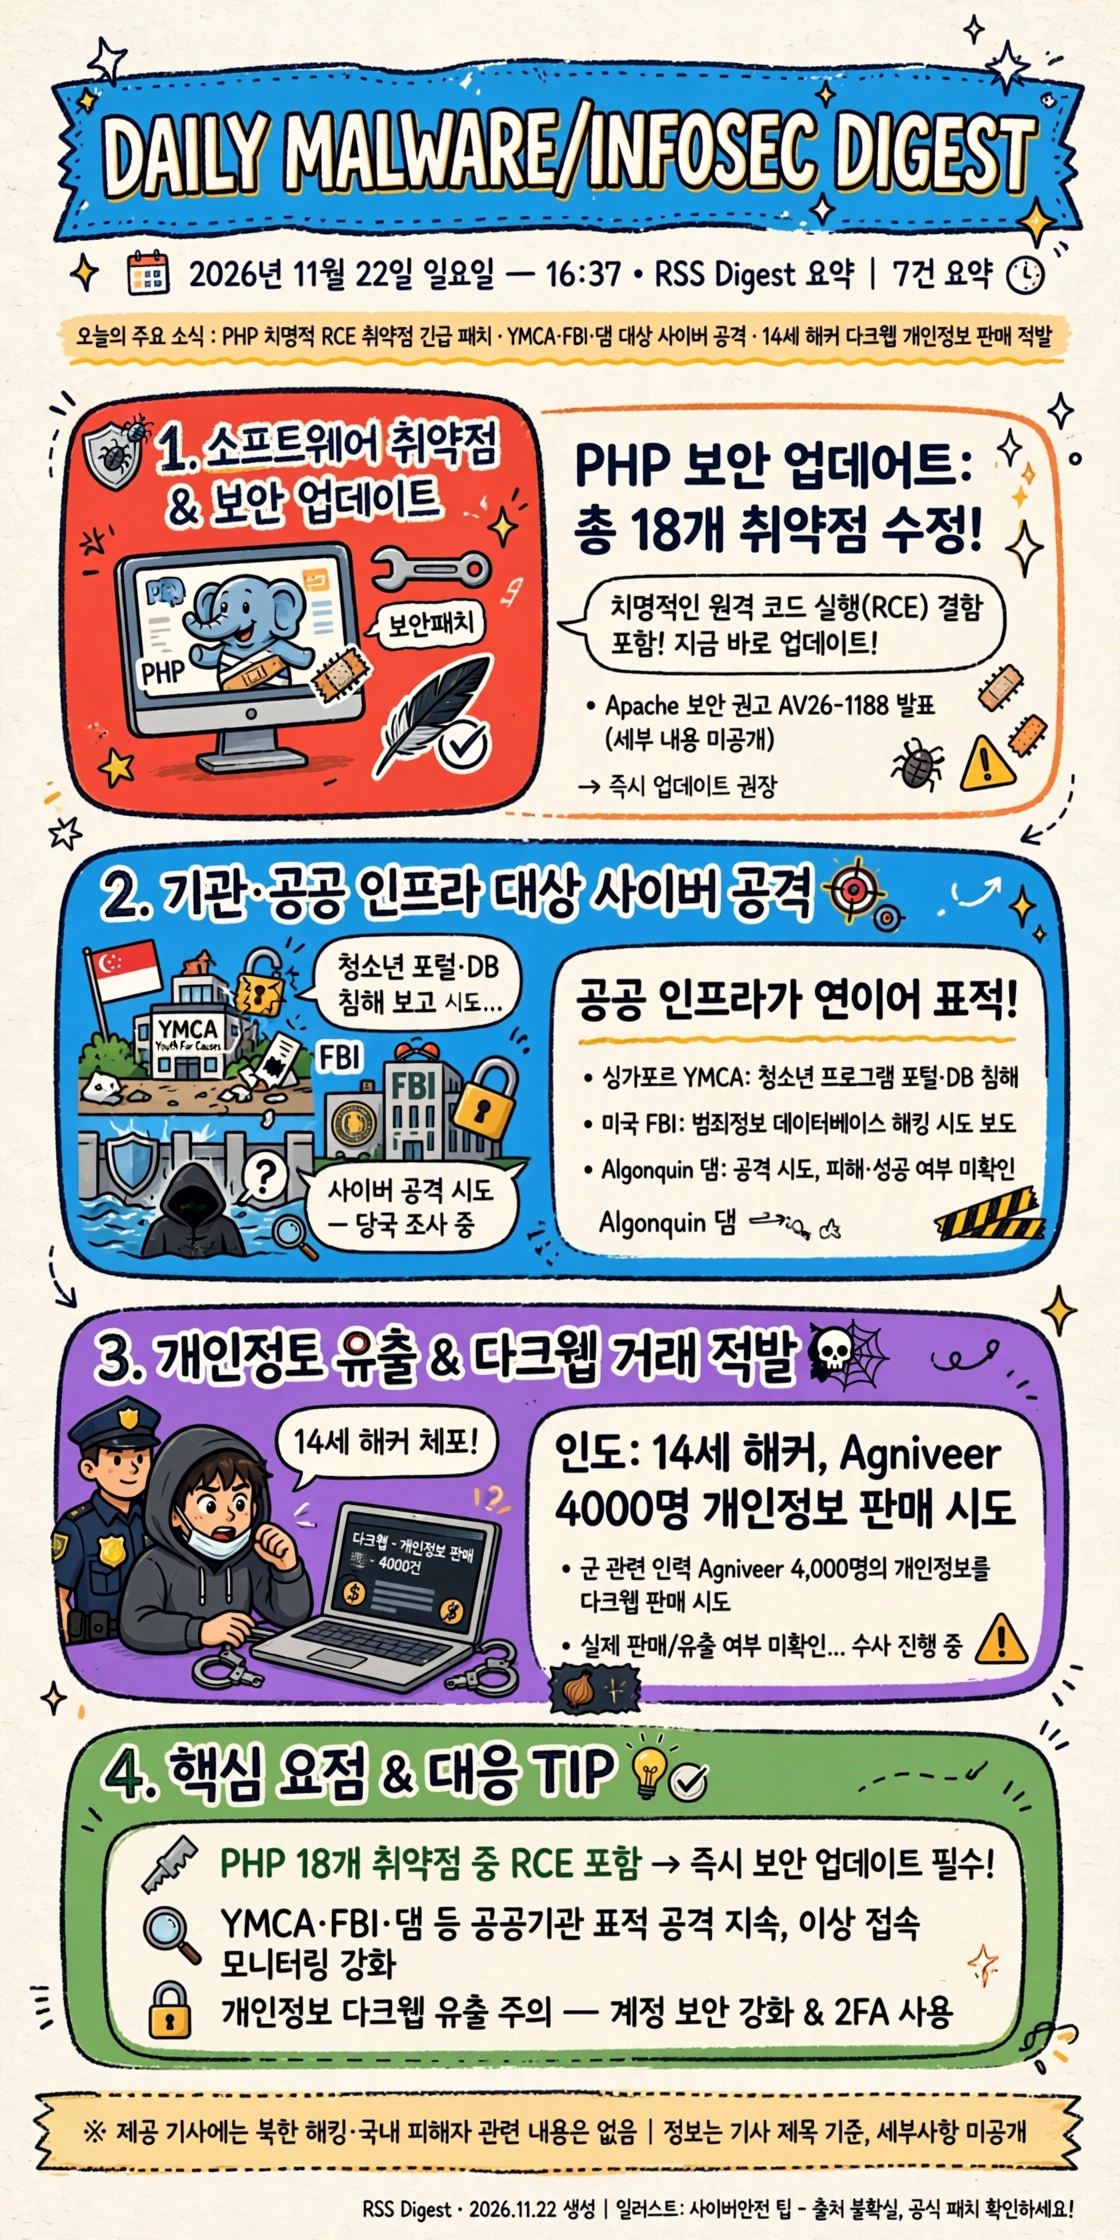 DAILY MALWARE/INFOSEC DIGEST
2026년 11월 22일 일요일 — 16:37 • RSS Digest 요약 | 7건 요약
오늘의 주요 소식 : PHP 치명적 RCE 취약점 긴급 패치 · YMCA·FBI·댐 대상 사이버 공격 · 14세 해커 다크웹 개인정보 판매 적발
1. 소프트웨어 취약점
& 보안 업데이트
PHP
보안패치
PHP 보안 업데어트:
총 18개 취약점 수정!
치명적인 원격 코드 실행(RCE) 결함
포함! 지금 바로 업데이트!
• Apache 보안 권고 AV26-1188 발표
(세부 내용 미공개)
→ 즉시 업데이트 권장
2. 기관·공공 인프라 대상 사이버 공격
청소년 포럴·DB
침해 보고 시도...
YMCA
Youth For Causes
FBI
FBI
?
사이버 공격 시도
— 당국 조사 중
공공 인프라가 연이어 표적!
• 싱가포르 YMCA: 청소년 프로그램 포털·DB 침해
• 미국 FBI: 범죄정보 데이터베이스 해킹 시도 보도
• Algonquin 댐: 공격 시도, 피해·성공 여부 미확인
Algonquin 댐
3. 개인정토 유출 & 다크웹 거래 적발
14세 해커 체포!
다크웹 - 개인정보 판매
- 4000건
$ $
인도: 14세 해커, Agniveer
4000명 개인정보 판매 시도
• 군 관련 인력 Agniveer 4,000명의 개인정보를
다크웹 판매 시도
• 실제 판매/유출 여부 미확인... 수사 진행 중
4. 핵심 요점 & 대응 TIP
PHP 18개 취약점 중 RCE 포함 → 즉시 보안 업데이트 필수!
YMCA·FBI·댐 등 공공기관 표적 공격 지속, 이상 접속
모니터링 강화
개인정보 다크웹 유출 주의 — 계정 보안 강화 & 2FA 사용
※ 제공 기사에는 북한 해킹·국내 피해자 관련 내용은 없음 | 정보는 기사 제목 기준, 세부사항 미공개
RSS Digest · 2026.11.22 생성 | 일러스트: 사이버안전 팁 - 출처 불확실, 공식 패치 확인하세요!